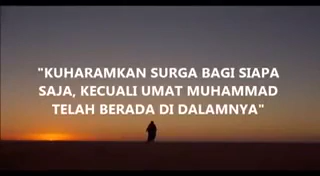 "KUHARAMKAN SURGA BAGI SIAPA
SAJA, KECUALI UMAT MUHAMMAD
TELAH BERADA DI DALAMNYA"